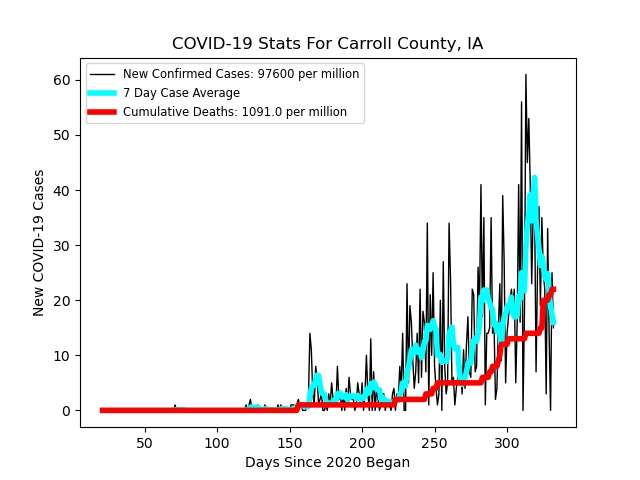 COVID-19 Stats For Carroll County, IA
New Confirmed Cases: 97600 per million
7 Day Case Average
Cumulative Deaths: 1091.0 per million
New COVID-19 Cases
60
50
40
30
20
10
0
50 100 150 200 250 300
Days Since 2020 Began